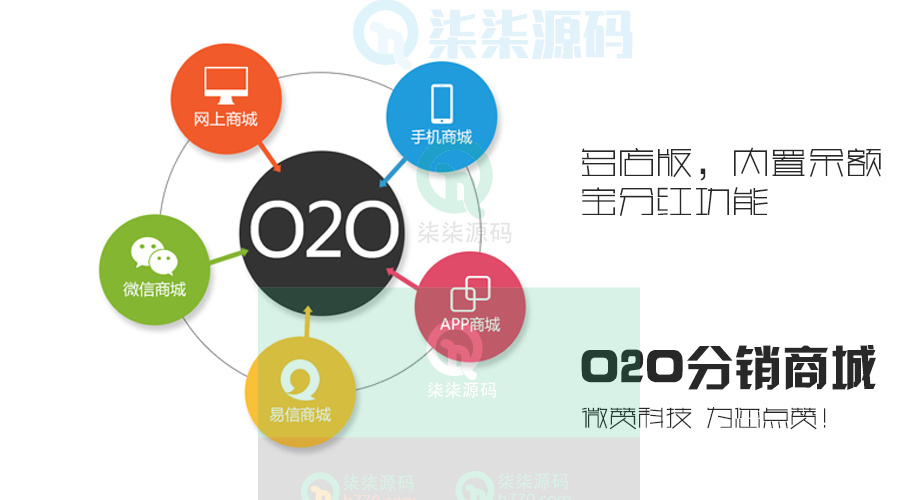 柒柒源码
网上商城
手机商城
柒柒源码
多店版，内置余额
宝分红功能
O2O
微信商城
APP商城
O2O分销商城
柒柒源码
易信商城
微赞科技 为您点赞!
柒柒源码
柒柒源码